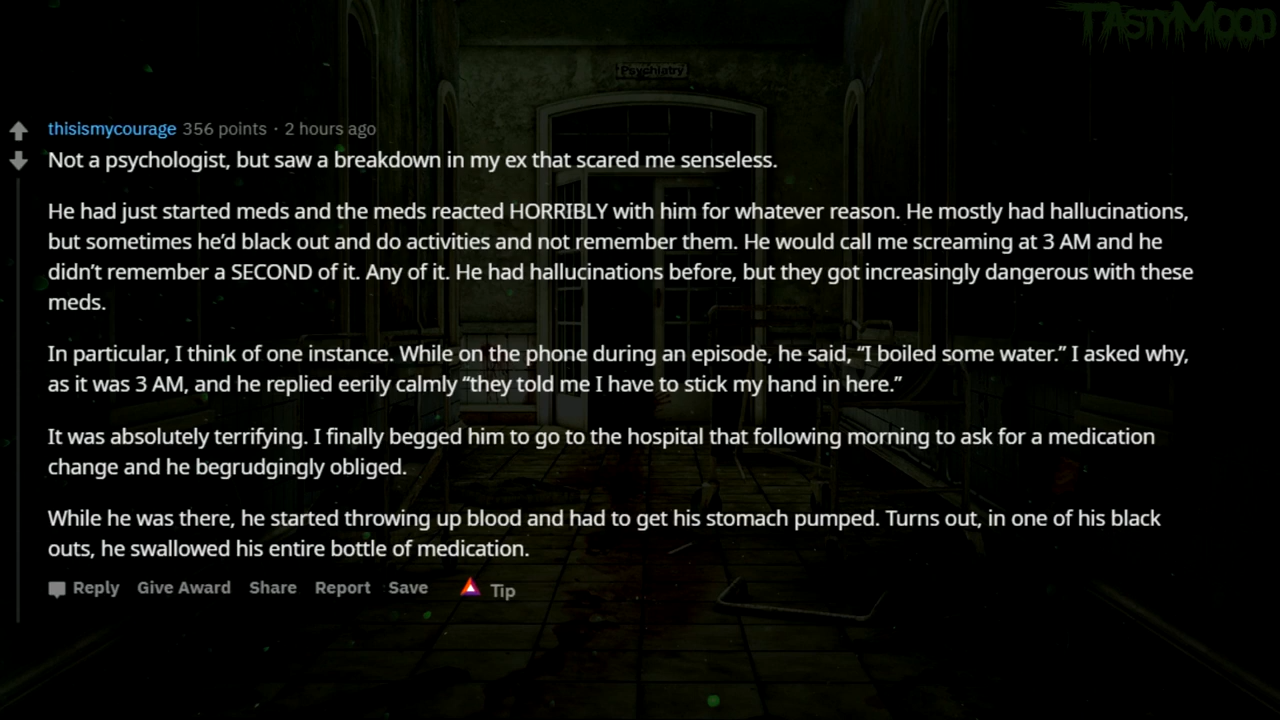 TASTYMOOD
Psychiatry
thisismycourage 356 points · 2 hours ago
Not a psychologist, but saw a breakdown in my ex that scared me senseless.
He had just started meds and the meds reacted HORRIBLY with him for whatever reason. He mostly had hallucinations,
but sometimes he’d black out and do activities and not remember them. He would call me screaming at 3 AM and he
didn’t remember a SECOND of it. Any of it. He had hallucinations before, but they got increasingly dangerous with these
meds.
In particular, I think of one instance. While on the phone during an episode, he said, “I boiled some water.” I asked why,
as it was 3 AM, and he replied eerily calmly “they told me I have to stick my hand in here.”
It was absolutely terrifying. I finally begged him to go to the hospital that following morning to ask for a medication
change and he begrudgingly obliged.
While he was there, he started throwing up blood and had to get his stomach pumped. Turns out, in one of his black
outs, he swallowed his entire bottle of medication.
Reply Give Award Share Report Save Tip